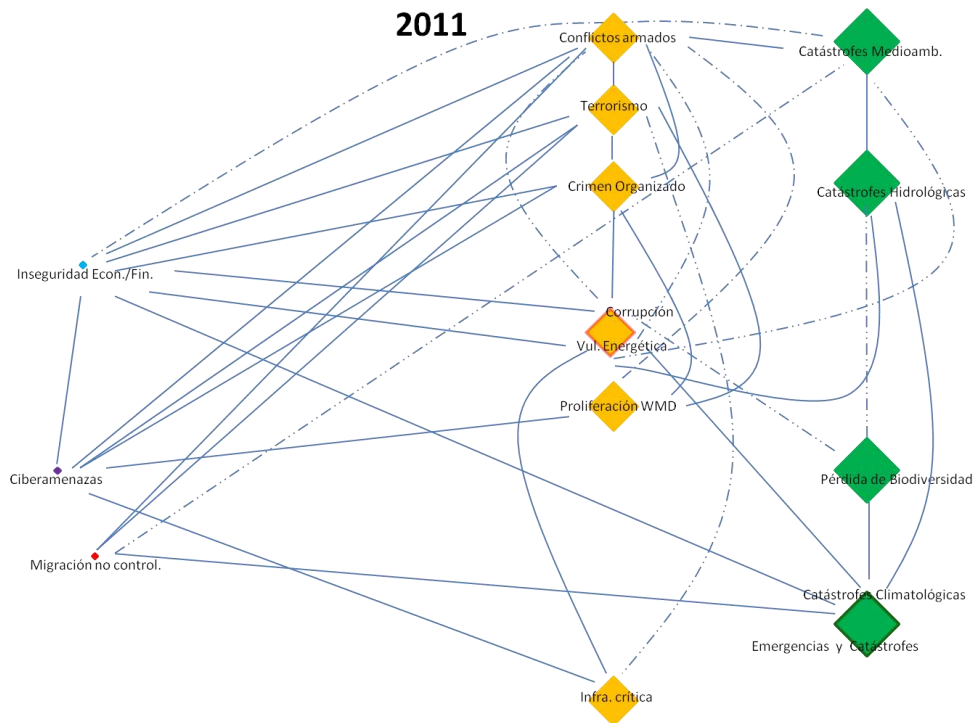 2011
Conflictos armados
Catástrofes Medioamb.
Terrorismo
Crimen Organizado
Catástrofes Hidrológicas
Inseguridad Econ./Fin.
Corrupción
Vul. Energética
Proliferación WMD
Ciberamenazas
Pérdida de Biodiversidad
Migración no control.
Catástrofes Climatológicas
Emergencias y Catástrofes
Infra. crítica